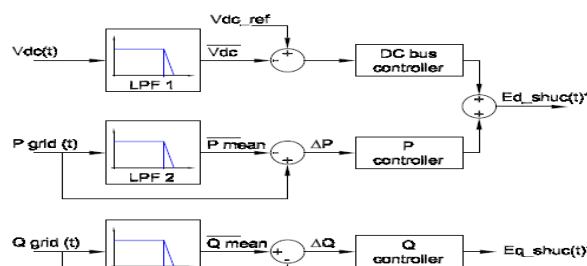 Vdc_ref
Vdc(t)
LPF 1
Vdc
DC bus
controller
Ed_shuc(t)*
P grid (t)
LPF 2
P mean
ΔP
P
controller
Q grid (t)
Q mean
ΔQ
Q
controller
Eq_shuc(t)*